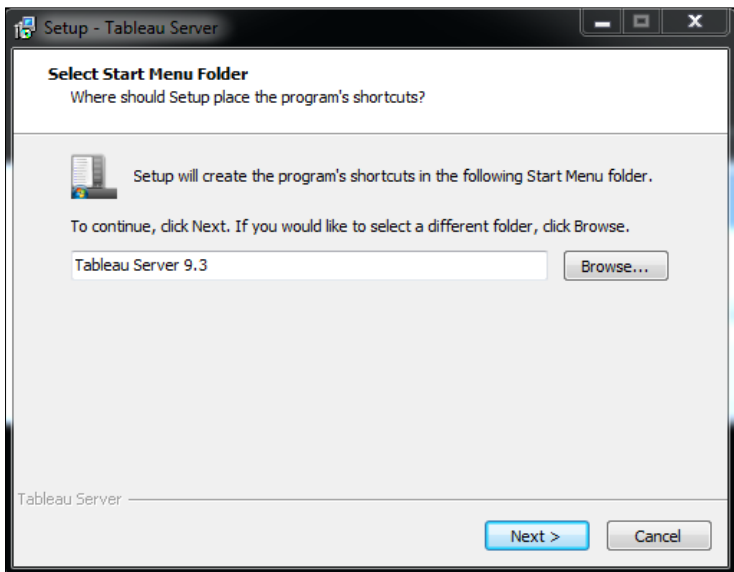 Setup - Tableau Server
Select Start Menu Folder
Where should Setup place the program's shortcuts?
Setup will create the program's shortcuts in the following Start Menu folder.
To continue, click Next. If you would like to select a different folder, click Browse.
Tableau Server 9.3
Browse...
Tableau Server
Next >
Cancel